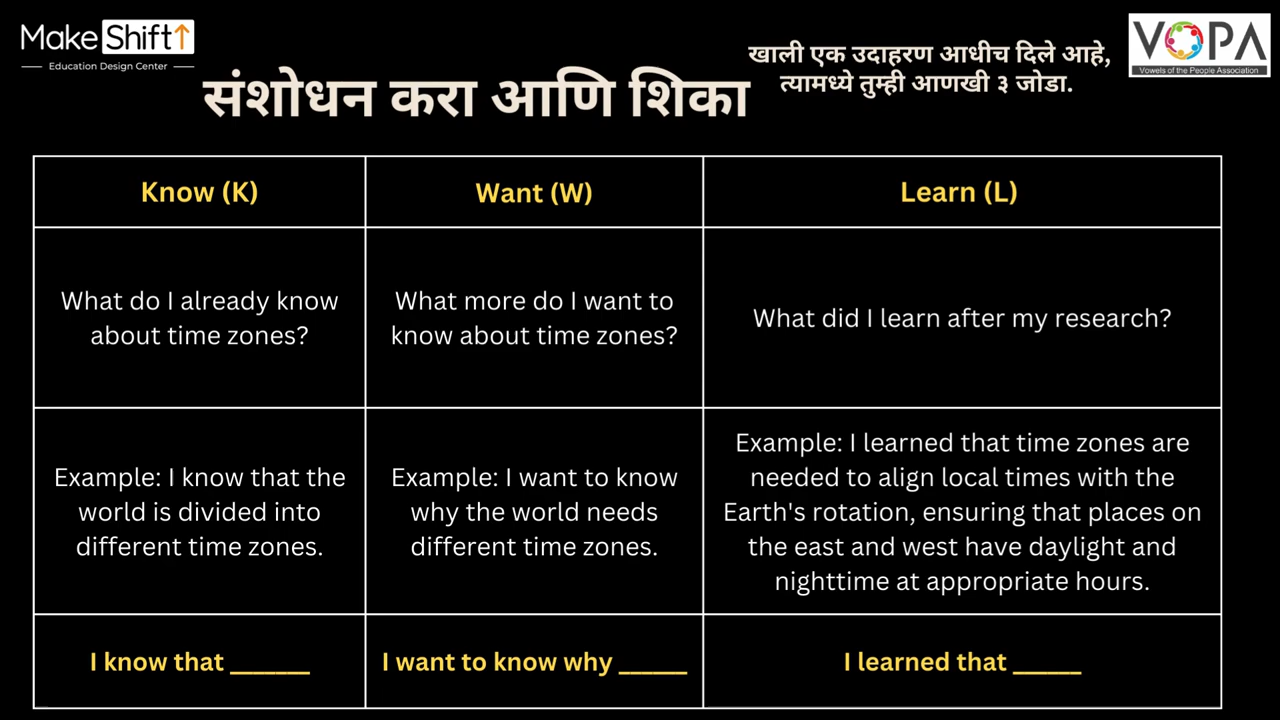 MakeShift↑
Education Design Center
संशोधन करा आणि शिका
खाली एक उदाहरण आधीच दिले आहे,
त्यामध्ये तुम्ही आणखी ३ जोडा.
VOPA
Vowels of the People Association
Know (K)
Want (W)
Learn (L)
What do I already know
about time zones?
What more do I want to
know about time zones?
What did I learn after my research?
Example: I know that the
world is divided into
different time zones.
Example: I want to know
why the world needs
different time zones.
Example: I learned that time zones are
needed to align local times with the
Earth's rotation, ensuring that places on
the east and west have daylight and
nighttime at appropriate hours.
I know that ______
I want to know why _____
I learned that _____